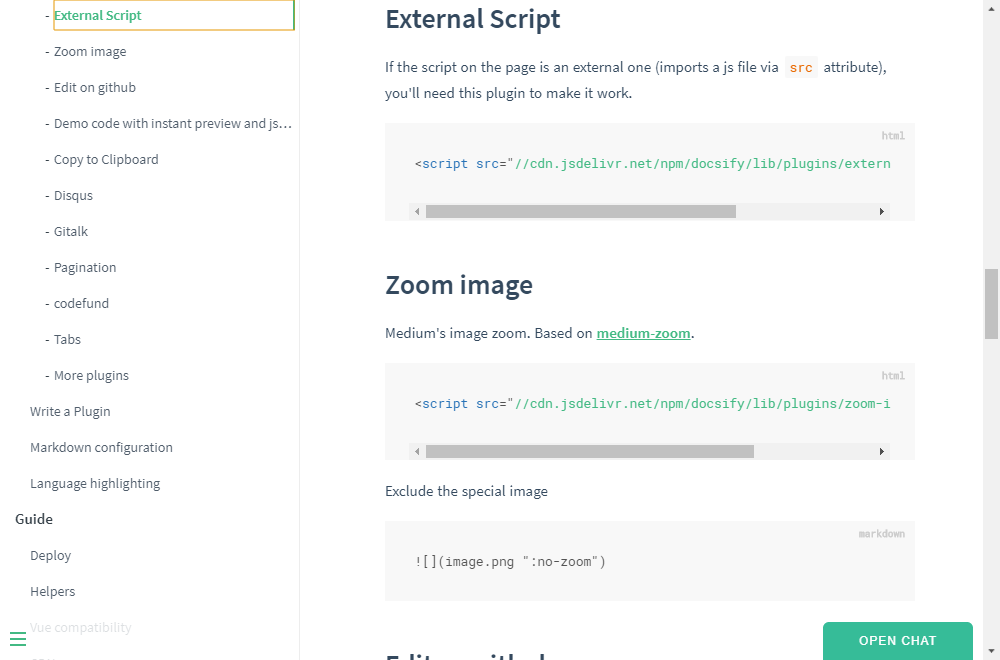 - External Script
- Zoom image
- Edit on github
- Demo code with instant preview and js…
- Copy to Clipboard
- Disqus
- Gitalk
- Pagination
- codefund
- Tabs
- More plugins
Write a Plugin
Markdown configuration
Language highlighting
Guide
Deploy
Helpers
Vue compatibility
External Script
If the script on the page is an external one (imports a js file via src attribute),
you'll need this plugin to make it work.
html
<script src="//cdn.jsdelivr.net/npm/docsify/lib/plugins/extern
Zoom image
Medium's image zoom. Based on medium-zoom.
html
<script src="//cdn.jsdelivr.net/npm/docsify/lib/plugins/zoom-i
Exclude the special image
markdown
![](image.png ":no-zoom")
OPEN CHAT